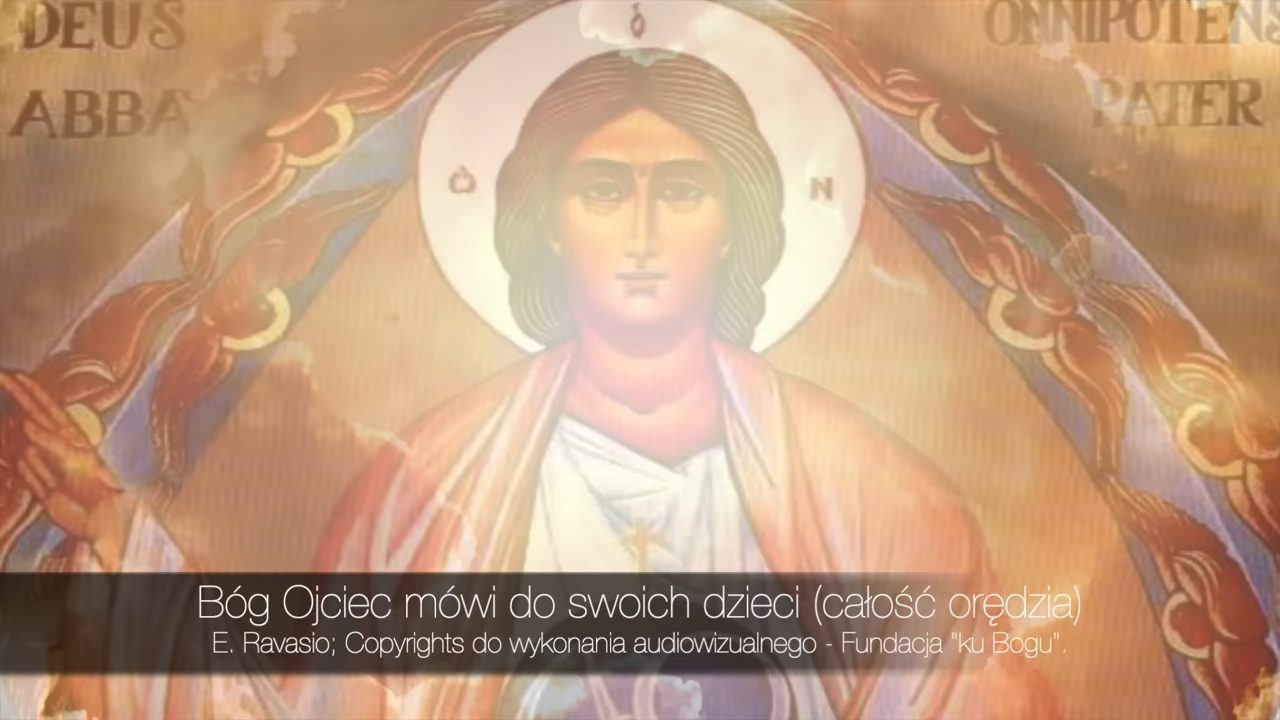 DEUS
ABBA
OMNIPOTENS
PATER
Ὁ
Ὤ
Ν
Bóg Ojciec mówi do swoich dzieci (całość orędzia)
E. Ravasio; Copyrights do wykonania audiowizualnego - Fundacja "ku Bogu".